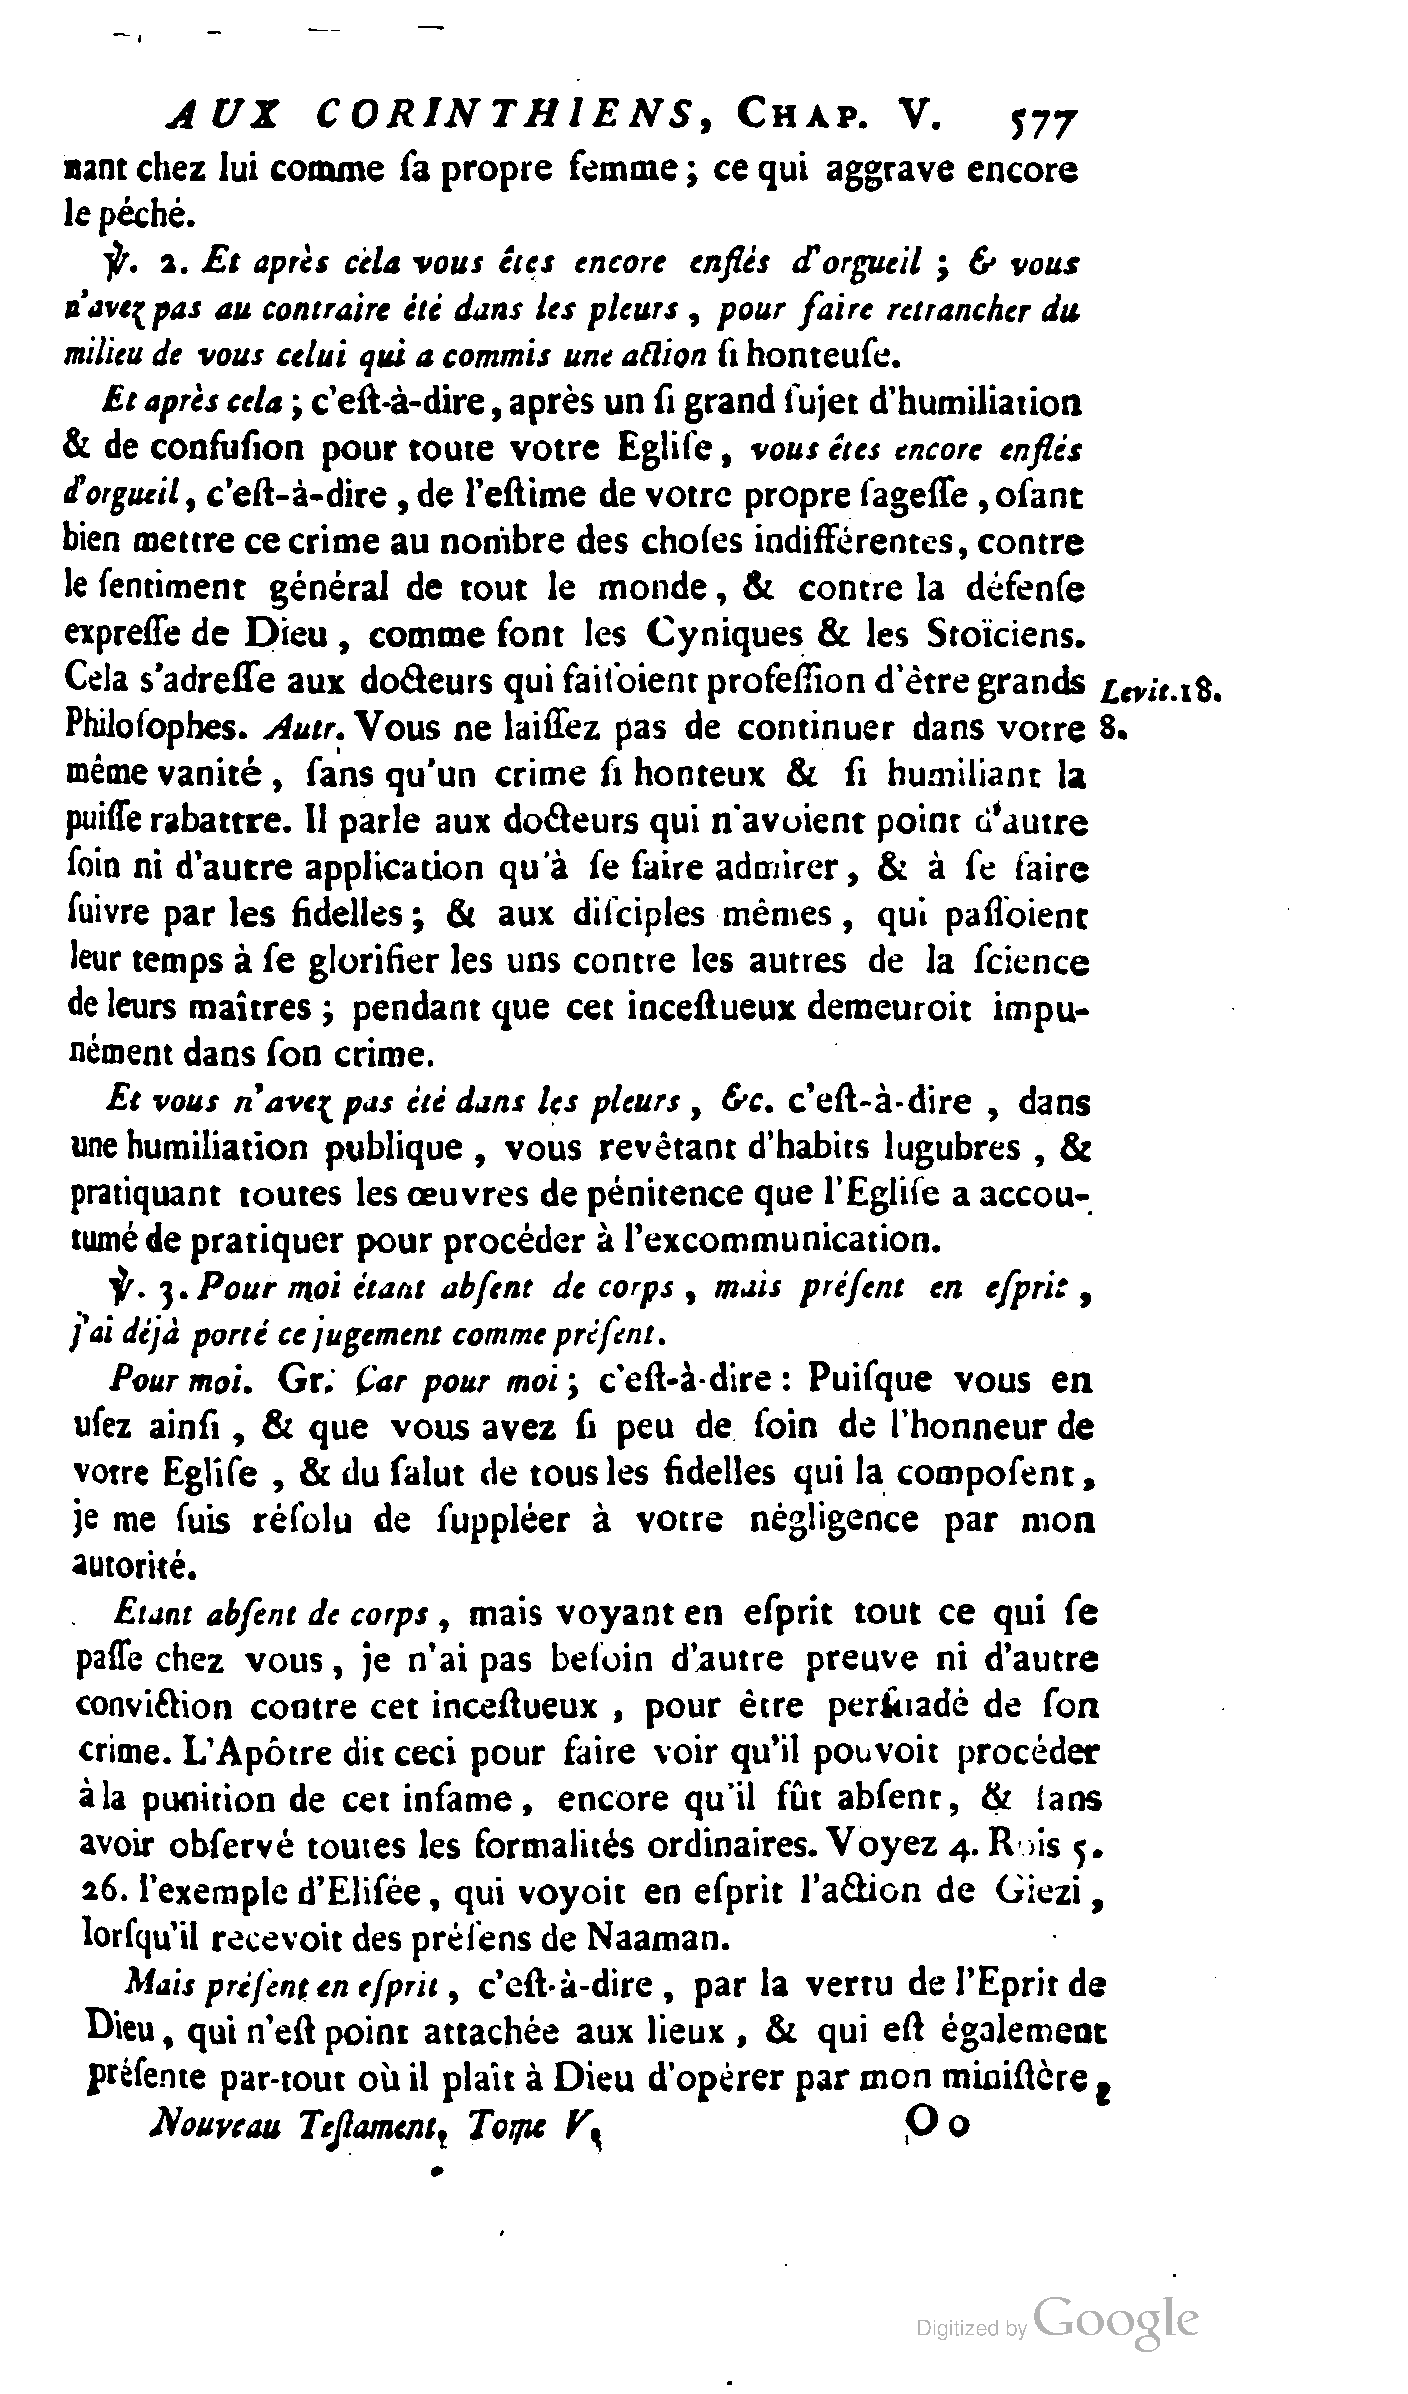 AUX CORINTHIENS, CHAP. V. 577
nant chez lui comme ſa propre femme ; ce qui aggrave encore
le péché.
℣. 2. Et après cela vous êtes encore enflés d'orgueil ; & vous
n'avez pas au contraire été dans les pleurs , pour faire retrancher du
milieu de vous celui qui a commis une action ſi honteuſe.
Et après cela ; c'eſt-à-dire, après un ſi grand ſujet d'humiliation
& de confuſion pour toute votre Egliſe, vous êtes encore enflés
d'orgueil, c'eſt-à-dire , de l'eſtime de votre propre ſageſſe , oſant
bien mettre ce crime au nombre des choſes indifférentes, contre
le ſentiment général de tout le monde , & contre la défenſe
expreſſe de Dieu , comme font les Cyniques & les Stoïciens.
Cela s'adreſſe aux docteurs qui faiſoient profeſſion d'être grands Levit. 18.
Philoſophes. Autr. Vous ne laiſſez pas de continuer dans votre 8.
même vanité , ſans qu'un crime ſi honteux & ſi humiliant la
puiſſe rabattre. Il parle aux docteurs qui n'avoient point d'autre
ſoin ni d'autre application qu'à ſe faire admirer, & à ſe faire
ſuivre par les fidelles ; & aux diſciples mêmes , qui paſſoient
leur temps à ſe glorifier les uns contre les autres de la ſcience
de leurs maîtres ; pendant que cet inceſtueux demeuroit impu-
nément dans ſon crime.
Et vous n'avez pas été dans les pleurs , &c. c'eſt-à-dire , dans
une humiliation publique , vous revêtant d'habits lugubres , &
pratiquant toutes les œuvres de pénitence que l'Egliſe a accou-
tumé de pratiquer pour procéder à l'excommunication.
℣. 3. Pour moi étant abſent de corps , mais préſent en eſprit ,
j'ai déjà porté ce jugement comme préſent.
Pour moi. Gr. Car pour moi ; c'eſt-à-dire : Puiſque vous en
uſez ainſi , & que vous avez ſi peu de ſoin de l'honneur de
votre Egliſe , & du ſalut de tous les fidelles qui la compoſent ,
je me ſuis réſolu de ſuppléer à votre négligence par mon
autorité.
Etant abſent de corps , mais voyant en eſprit tout ce qui ſe
paſſe chez vous , je n'ai pas beſoin d'autre preuve ni d'autre
conviction contre cet inceſtueux , pour être perſuadé de ſon
crime. L'Apôtre dit ceci pour faire voir qu'il pouvoit procéder
à la punition de cet infame , encore qu'il fût abſent, & ſans
avoir obſervé toutes les formalités ordinaires. Voyez 4. Rois 5.
26. l'exemple d'Eliſée, qui voyoit en eſprit l'action de Giezi ,
lorſqu'il recevoit des préſens de Naaman.
Mais préſent en eſprit , c'eſt-à-dire , par la vertu de l'Eprit de
Dieu, qui n'eſt point attachée aux lieux , & qui eſt également
préſente par-tout où il plaît à Dieu d'opérer par mon miniſtère ,
Nouveau Teſtament, Tome V. O o
Digitized by Google